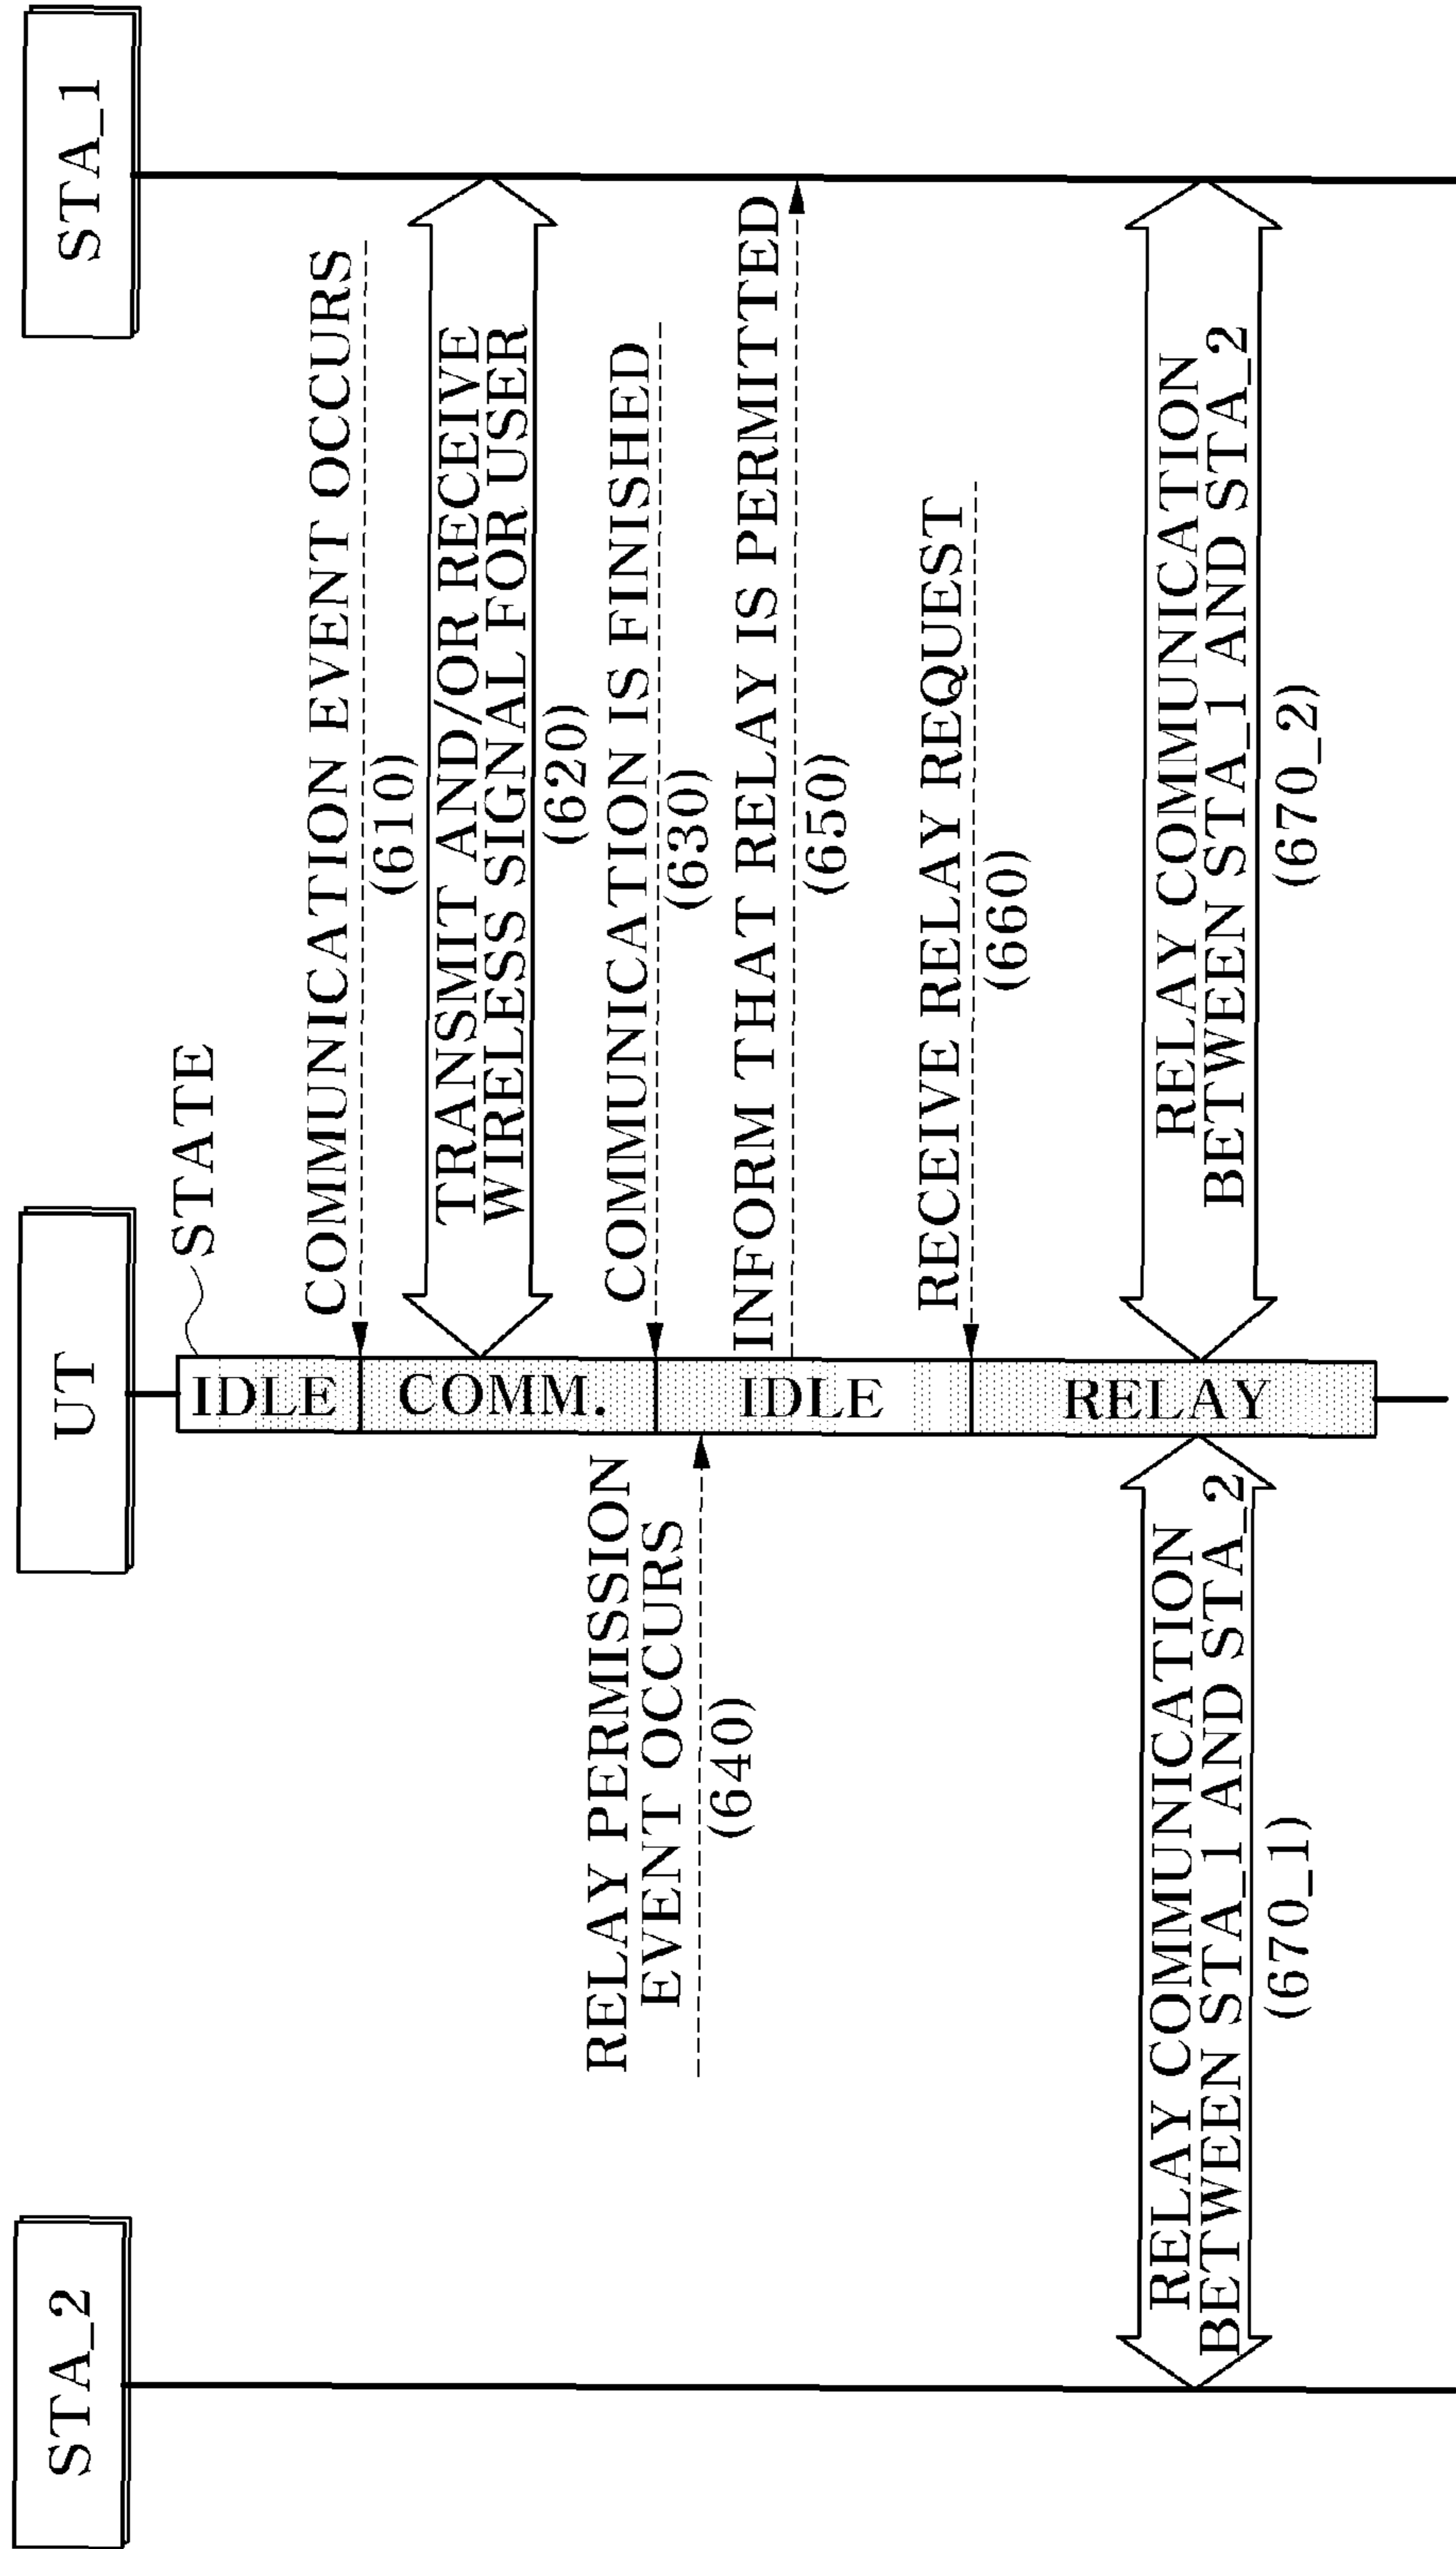 STA_2
UT
STA_1
STATE
IDLE
COMMUNICATION EVENT OCCURS
(610)
COMM.
TRANSMIT AND/OR RECEIVE
WIRELESS SIGNAL FOR USER
(620)
COMMUNICATION IS FINISHED
(630)
RELAY PERMISSION
EVENT OCCURS
(640)
IDLE
INFORM THAT RELAY IS PERMITTED
(650)
RECEIVE RELAY REQUEST
(660)
RELAY COMMUNICATION
BETWEEN STA_1 AND STA_2
(670_1)
RELAY
RELAY COMMUNICATION
BETWEEN STA_1 AND STA_2
(670_2)